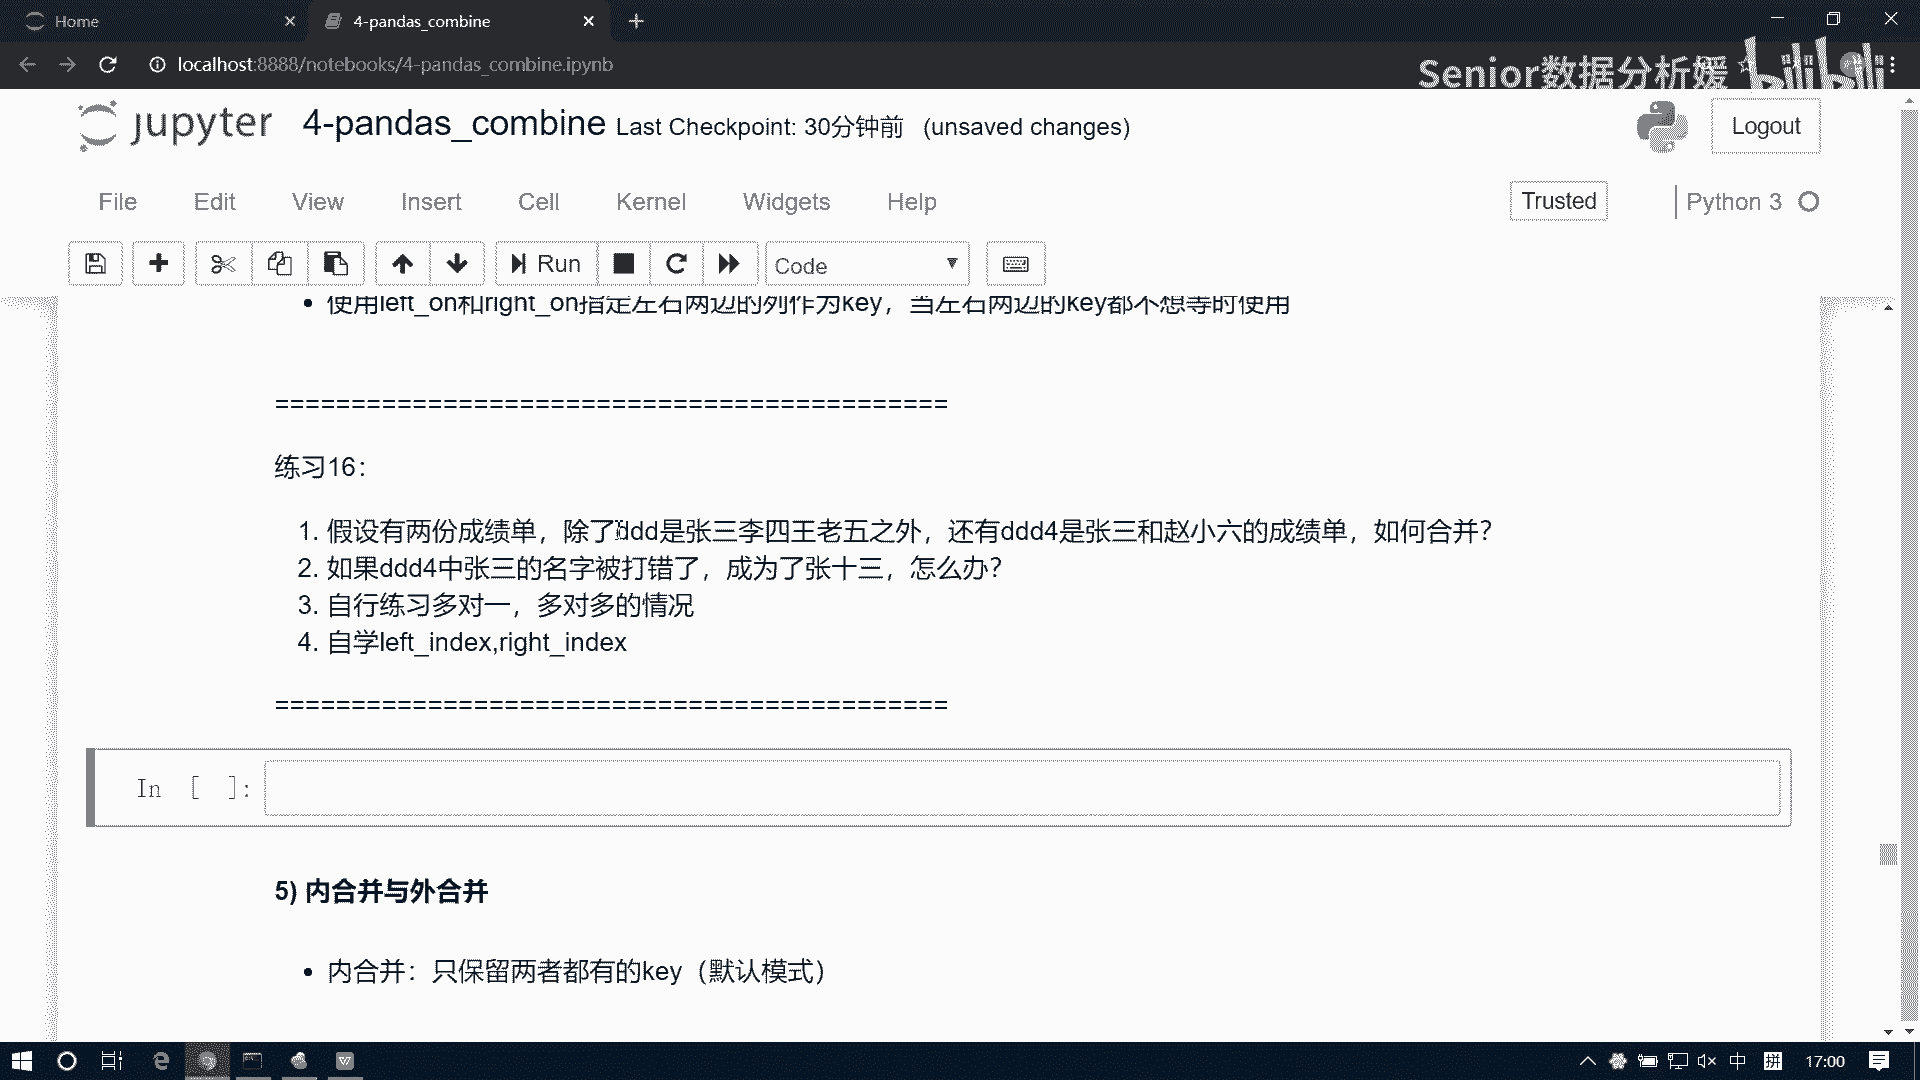 Home
4-pandas_combine
localhost:8888/notebooks/4-pandas_combine.ipynb
Senior数据分析媛
bilibili
jupyter
4-pandas_combine Last Checkpoint: 30分钟前 (unsaved changes)
Logout
File Edit View Insert Cell Kernel Widgets Help
Trusted
Python 3
Run
Code
使用left_on和right_on指定左右两边的列作为key，当左右两边的key都不想等时使用
============================================
练习16：
1. 假设有两份成绩单，除了ddd是张三李四王老五之外，还有ddd4是张三和赵小六的成绩单，如何合并？
2. 如果ddd4中张三的名字被打错了，成为了张十三，怎么办？
3. 自行练习多对一，多对多的情况
4. 自学left_index,right_index
============================================
In [ ]:
5) 内合并与外合并
内合并：只保留两者都有的key（默认模式）
中
拼
17:00